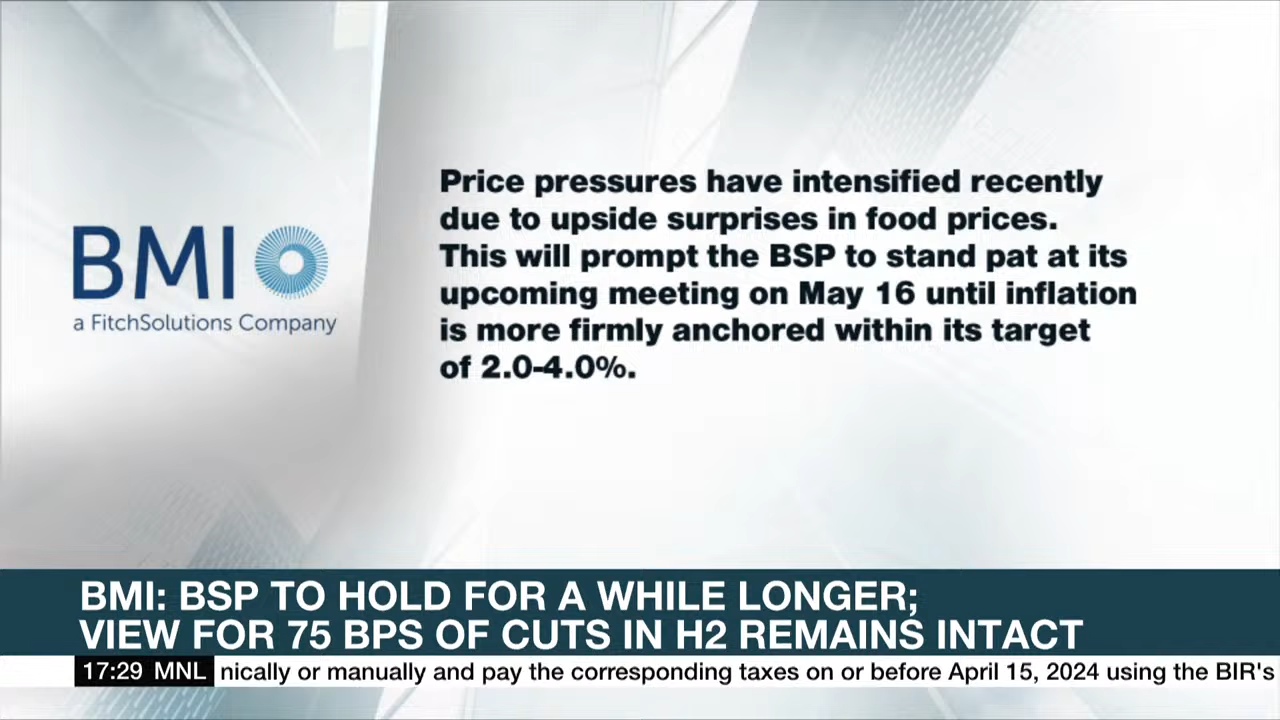 BMI
a FitchSolutions Company
Price pressures have intensified recently
due to upside surprises in food prices.
This will prompt the BSP to stand pat at its
upcoming meeting on May 16 until inflation
is more firmly anchored within its target
of 2.0-4.0%.
BMI: BSP TO HOLD FOR A WHILE LONGER;
VIEW FOR 75 BPS OF CUTS IN H2 REMAINS INTACT
17:29 MNL nically or manually and pay the corresponding taxes on or before April 15, 2024 using the BIR's